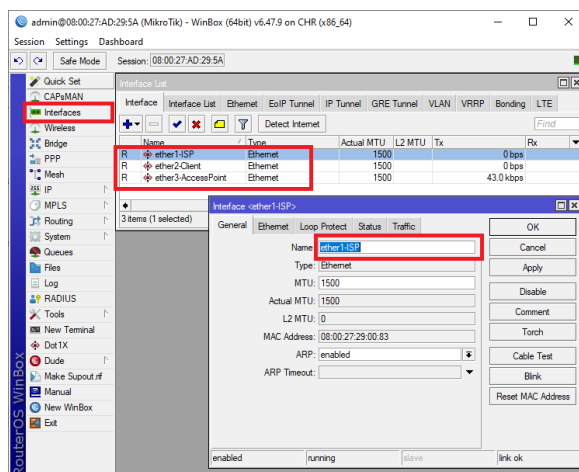 admin@08:00:27:AD:29:5A (MikroTik) - WinBox (64bit) v6.47.9 on CHR (x86_64)
Session Settings Dashboard
Safe Mode Session: 08:00:27:AD:29:5A
Quick Set
CAPsMAN
Interfaces
Wireless
Bridge
PPP
Mesh
IP
MPLS
Routing
System
Queues
Files
Log
RADIUS
Tools
New Terminal
Dot1X
Dude
Make Supout.rif
Manual
New WinBox
Exit
RouterOS WinBox
Interface List
Interface Interface List Ethernet EoIP Tunnel IP Tunnel GRE Tunnel VLAN VRRP Bonding LTE
Detect Internet Find
Name Type Actual MTU L2 MTU Tx Rx
R ether1-ISP Ethernet 1500 0 bps
R ether2-Client Ethernet 1500 0 bps
R ether3-AccessPoint Ethernet 1500 43.0 kbps
3 items (1 selected)
Interface <ether1-ISP>
General Ethernet Loop Protect Status Traffic
Name: ether1-ISP
Type: Ethernet
MTU: 1500
Actual MTU: 1500
L2 MTU: 0
MAC Address: 08:00:27:29:00:83
ARP: enabled
ARP Timeout:
OK
Cancel
Apply
Disable
Comment
Torch
Cable Test
Blink
Reset MAC Address
enabled running slave link ok